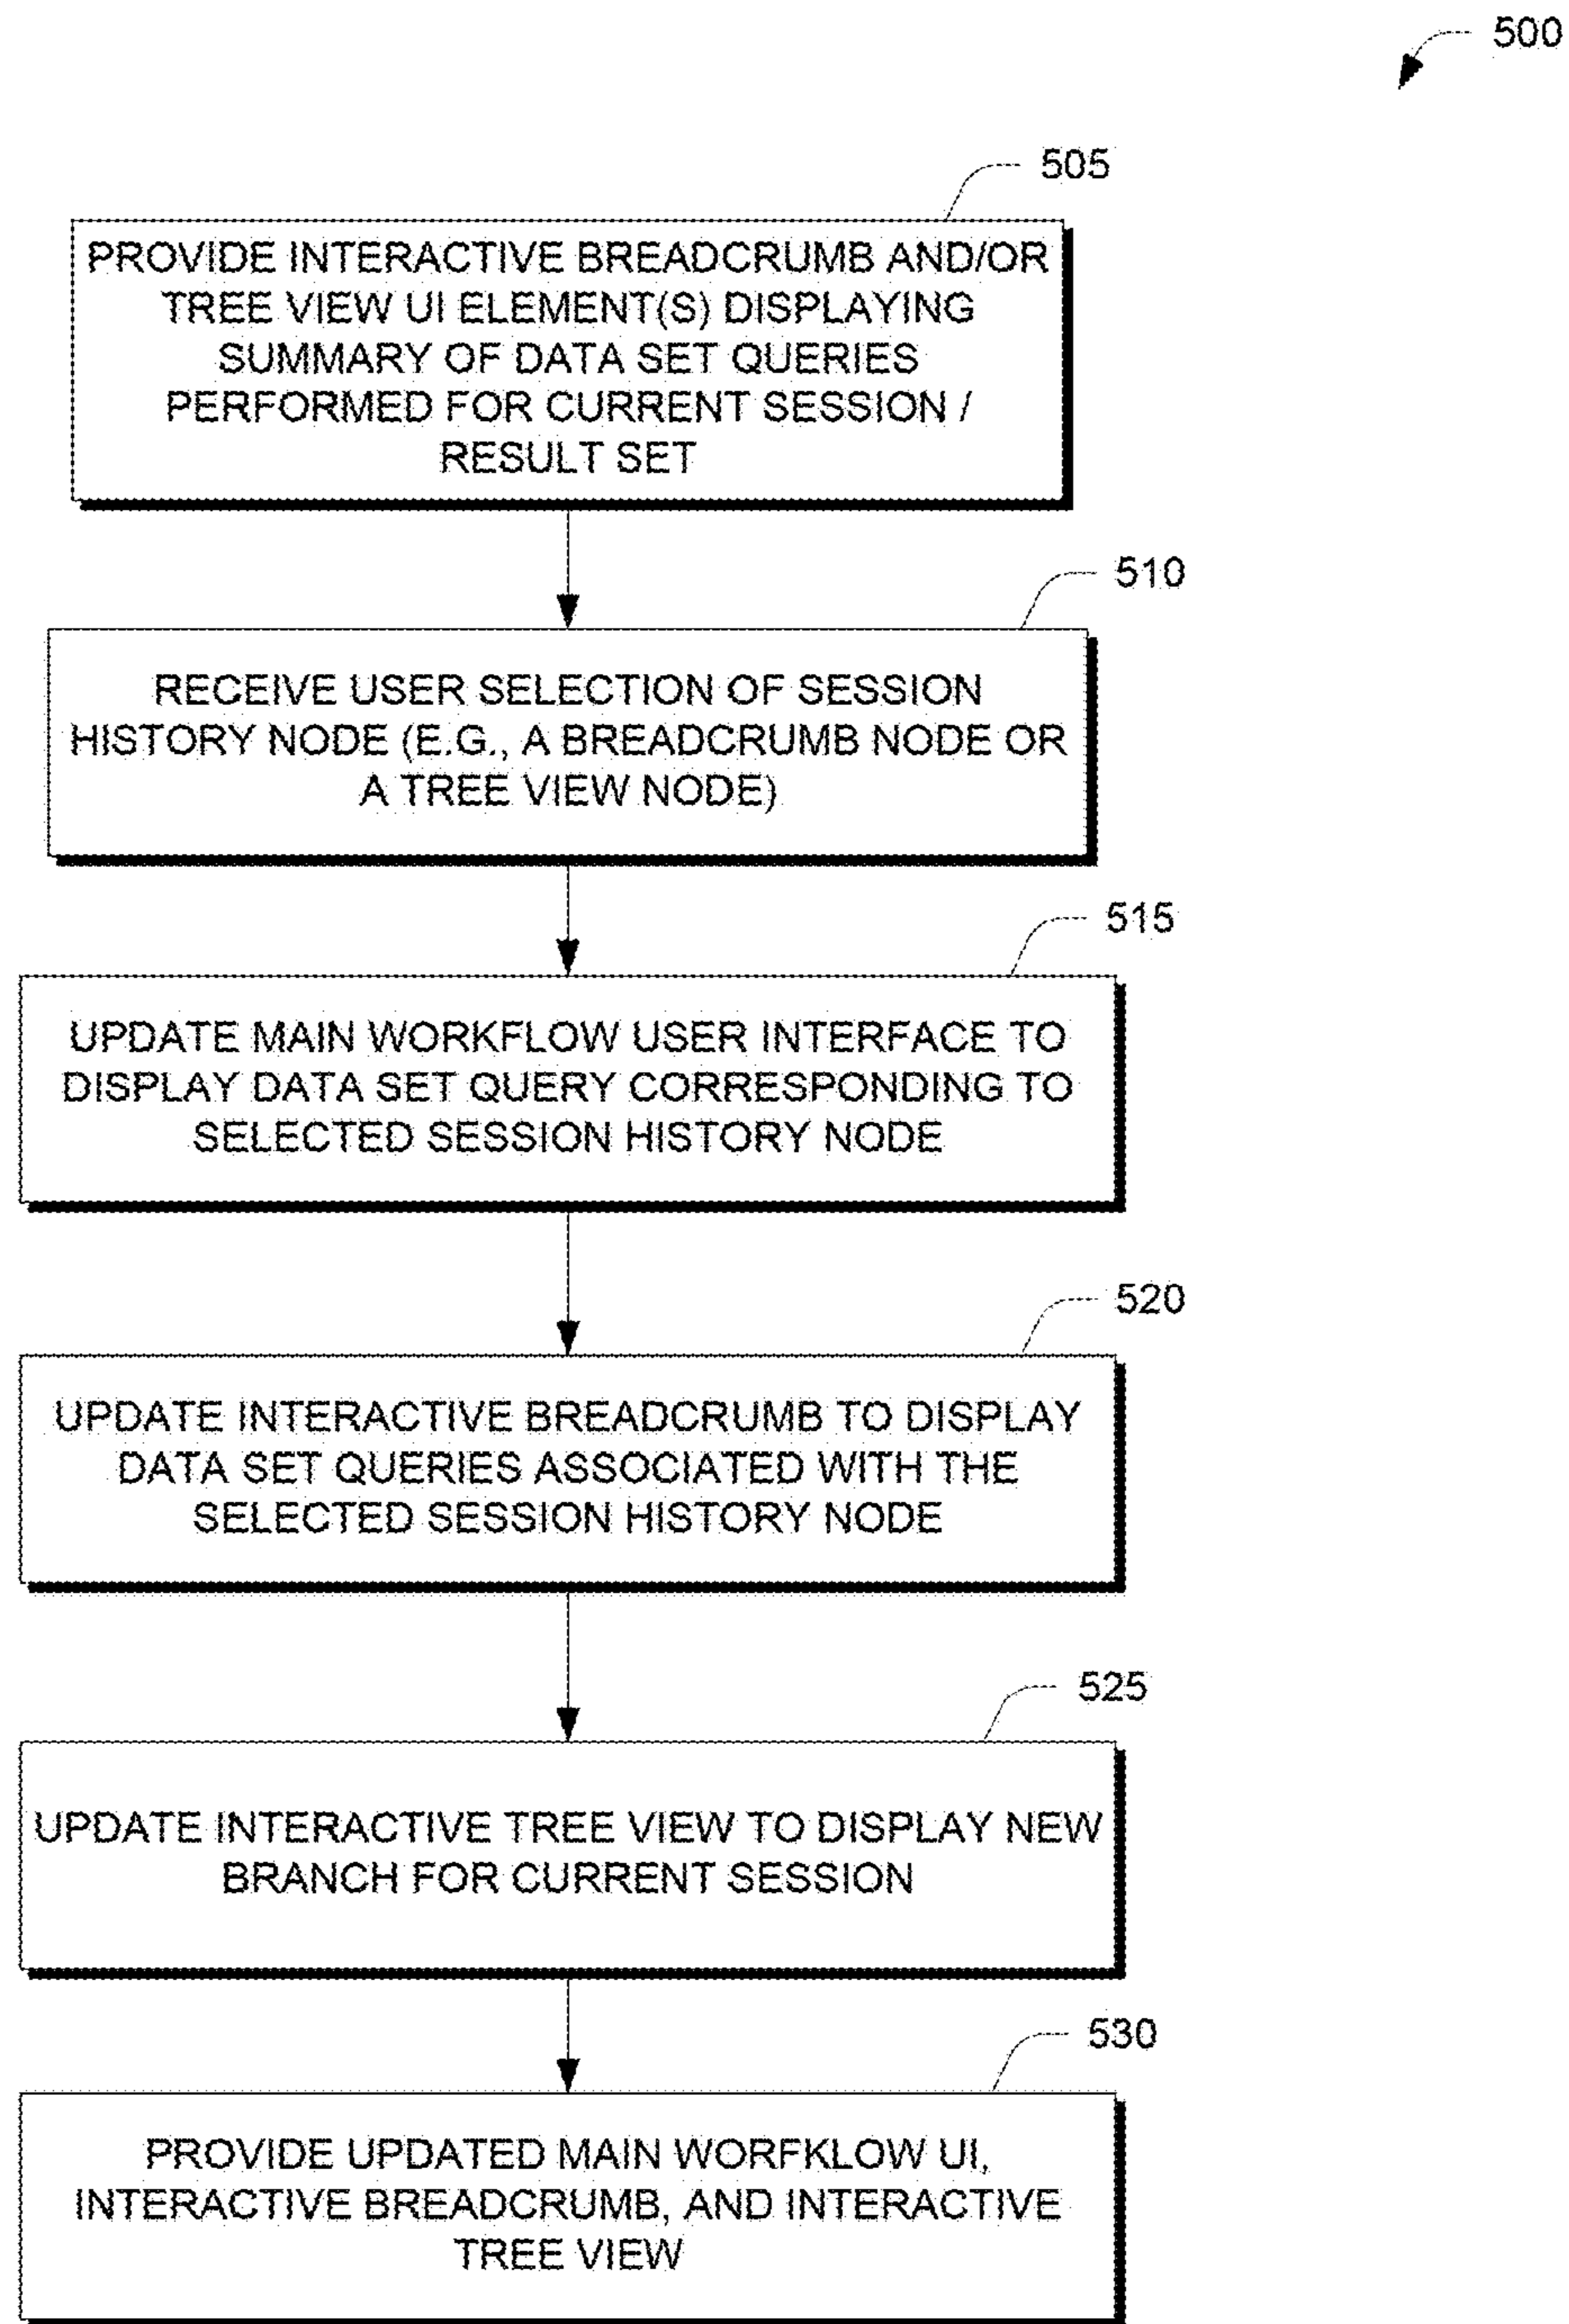 500
505
PROVIDE INTERACTIVE BREADCRUMB AND/OR
TREE VIEW UI ELEMENT(S) DISPLAYING
SUMMARY OF DATA SET QUERIES
PERFORMED FOR CURRENT SESSION /
RESULT SET
510
RECEIVE USER SELECTION OF SESSION
HISTORY NODE (E.G., A BREADCRUMB NODE OR
A TREE VIEW NODE)
515
UPDATE MAIN WORKFLOW USER INTERFACE TO
DISPLAY DATA SET QUERY CORRESPONDING TO
SELECTED SESSION HISTORY NODE
520
UPDATE INTERACTIVE BREADCRUMB TO DISPLAY
DATA SET QUERIES ASSOCIATED WITH THE
SELECTED SESSION HISTORY NODE
525
UPDATE INTERACTIVE TREE VIEW TO DISPLAY NEW
BRANCH FOR CURRENT SESSION
530
PROVIDE UPDATED MAIN WORFKLOW UI,
INTERACTIVE BREADCRUMB, AND INTERACTIVE
TREE VIEW